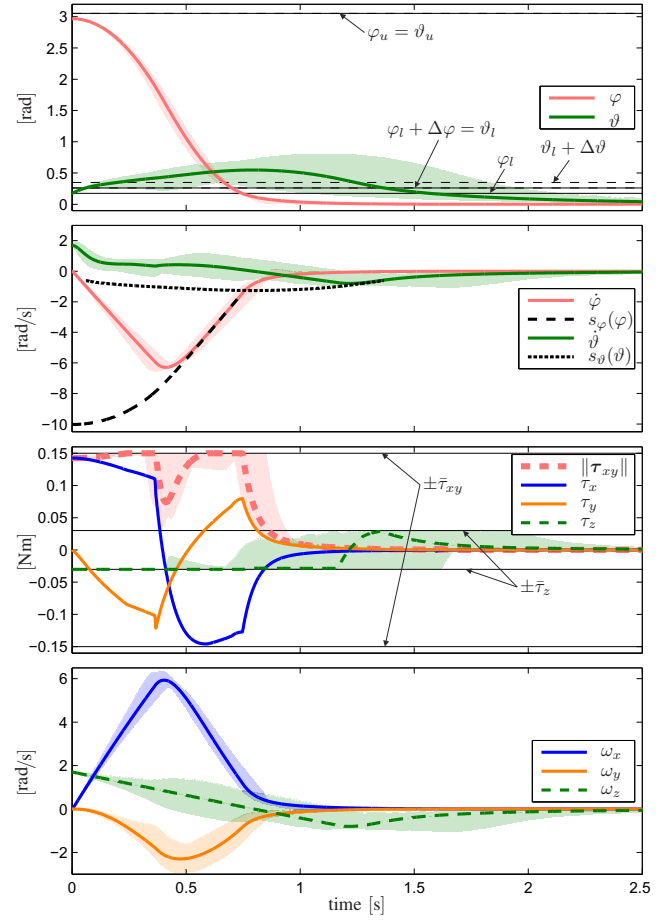 3
2.5
2
1.5
1
0.5
0
[rad]
φ_u = ϑ_u
φ
ϑ
φ_l + Δφ = ϑ_l
φ_l
ϑ_l + Δϑ
2
0
−2
−4
−6
−8
−10
[rad/s]
φ̇
s_φ(φ)
ϑ̇
s_ϑ(ϑ)
0.15
0.10
0.05
0
−0.05
−0.10
−0.15
[Nm]
±τ̄_xy
‖τ_xy‖
τ_x
τ_y
τ_z
±τ̄_z
6
4
2
0
−2
[rad/s]
ω_x
ω_y
ω_z
0 0.5 1 1.5 2 2.5
time [s]